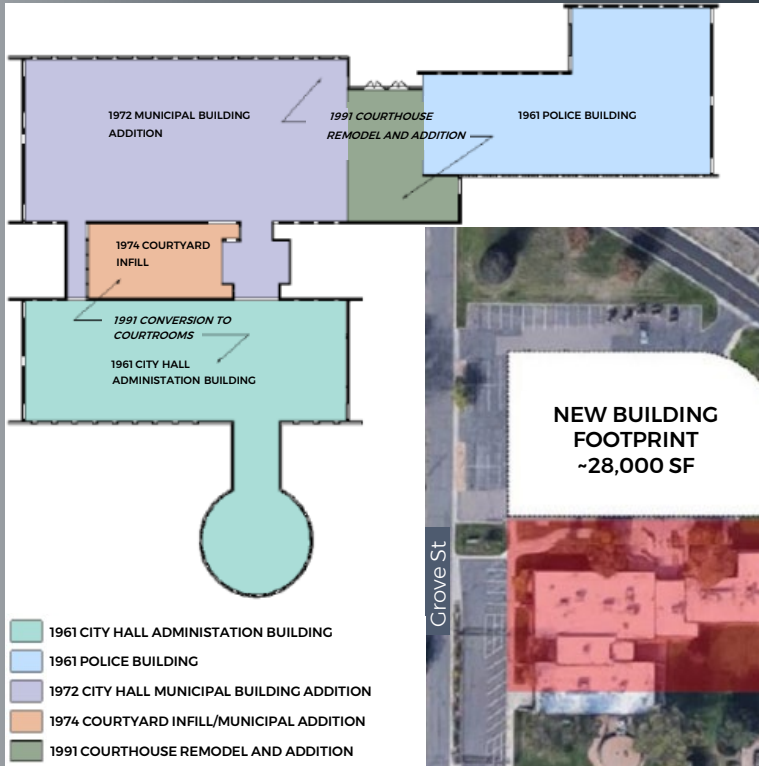 1972 MUNICIPAL BUILDING
ADDITION
1991 COURTHOUSE
REMODEL AND ADDITION
1961 POLICE BUILDING
1974 COURTYARD
INFILL
1991 CONVERSION TO
COURTROOMS
1961 CITY HALL
ADMINISTATION BUILDING
NEW BUILDING
FOOTPRINT
~28,000 SF
Grove St
1961 CITY HALL ADMINISTATION BUILDING
1961 POLICE BUILDING
1972 CITY HALL MUNICIPAL BUILDING ADDITION
1974 COURTYARD INFILL/MUNICIPAL ADDITION
1991 COURTHOUSE REMODEL AND ADDITION